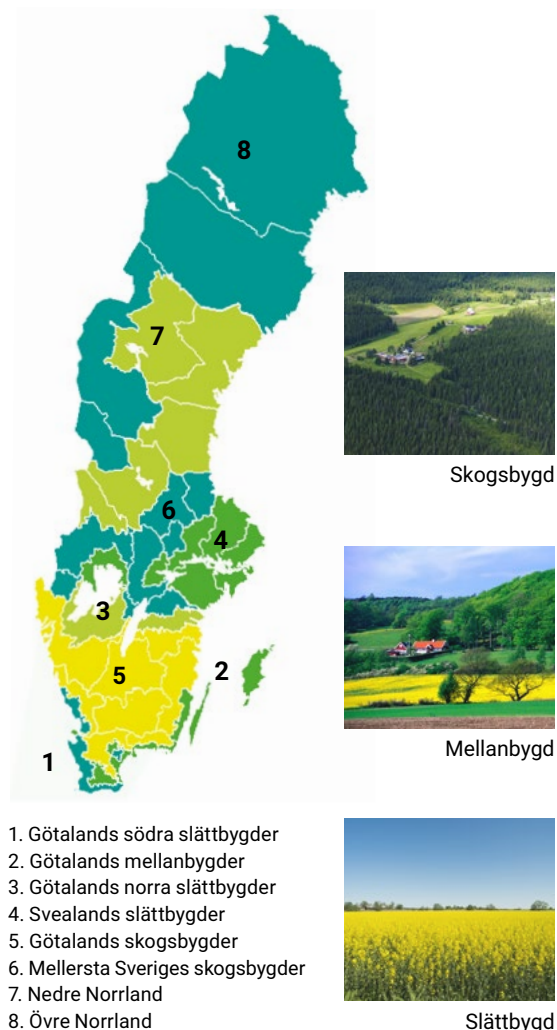 8
7
6
4
3
5
2
1
Skogsbygd
Mellanbygd
Slättbygd
1. Götalands södra slättbygder
2. Götalands mellanbygder
3. Götalands norra slättbygder
4. Svealands slättbygder
5. Götalands skogsbygder
6. Mellersta Sveriges skogsbygder
7. Nedre Norrland
8. Övre Norrland